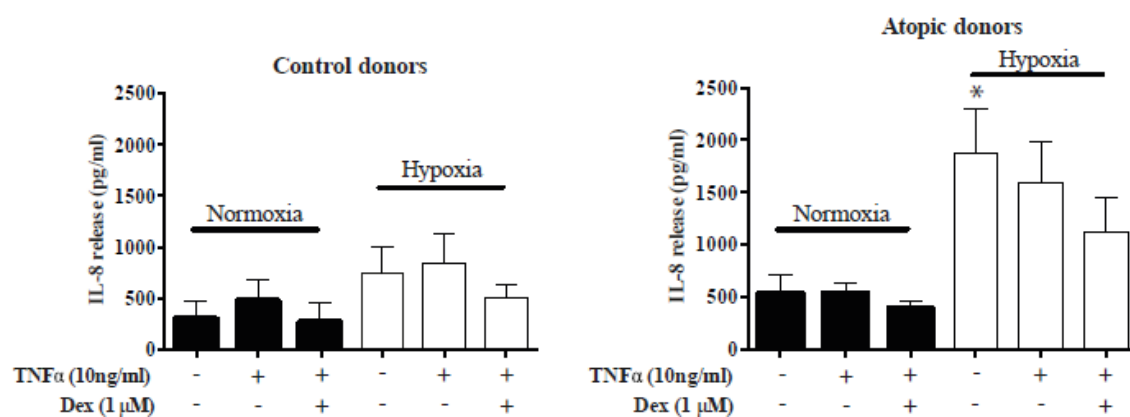 Control donors
IL-8 release (pg/ml)
2500
2000
1500
1000
500
0
Normoxia
Hypoxia
TNFα (10ng/ml) - + + - + +
Dex (1 μM) - - + - - +
Atopic donors
IL-8 release (pg/ml)
2500
2000
1500
1000
500
0
Normoxia
Hypoxia
*
TNFα (10ng/ml) - + + - + +
Dex (1 μM) - - + - - +